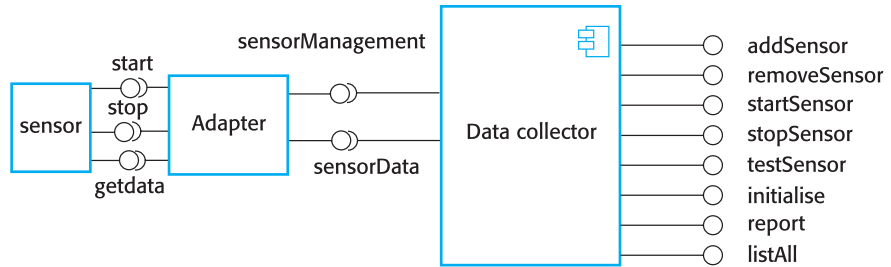 sensorManagement
start
stop
sensor
getdata
Adapter
sensorData
Data collector
addSensor
removeSensor
startSensor
stopSensor
testSensor
initialise
report
listAll